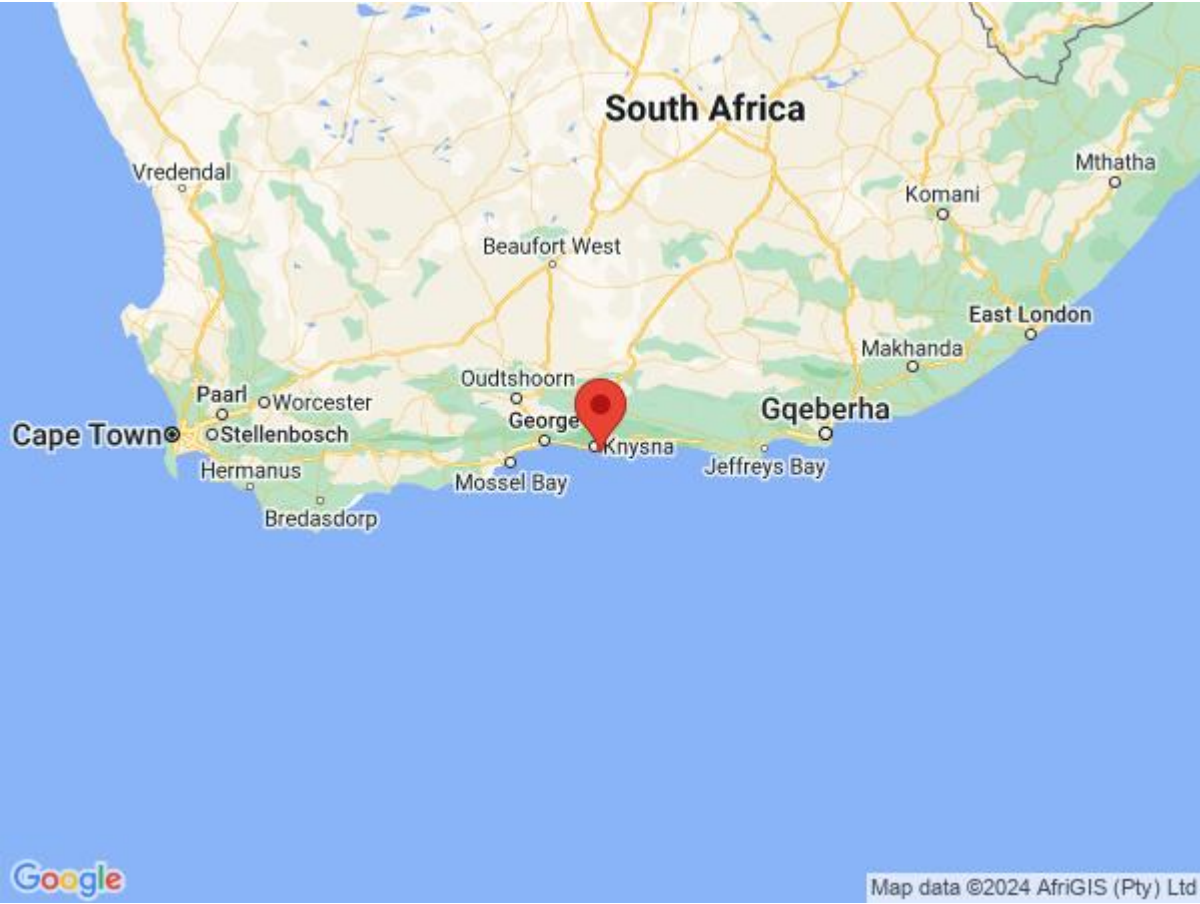 South Africa
Mthatha
Vredendal
Komani
Beaufort West
East London
Makhanda
Oudtshoorn
Paarl
Worcester
Gqeberha
George
Cape Town
Stellenbosch
Knysna
Jeffreys Bay
Hermanus
Mossel Bay
Bredasdorp
Google
Map data ©2024 AfriGIS (Pty) Ltd